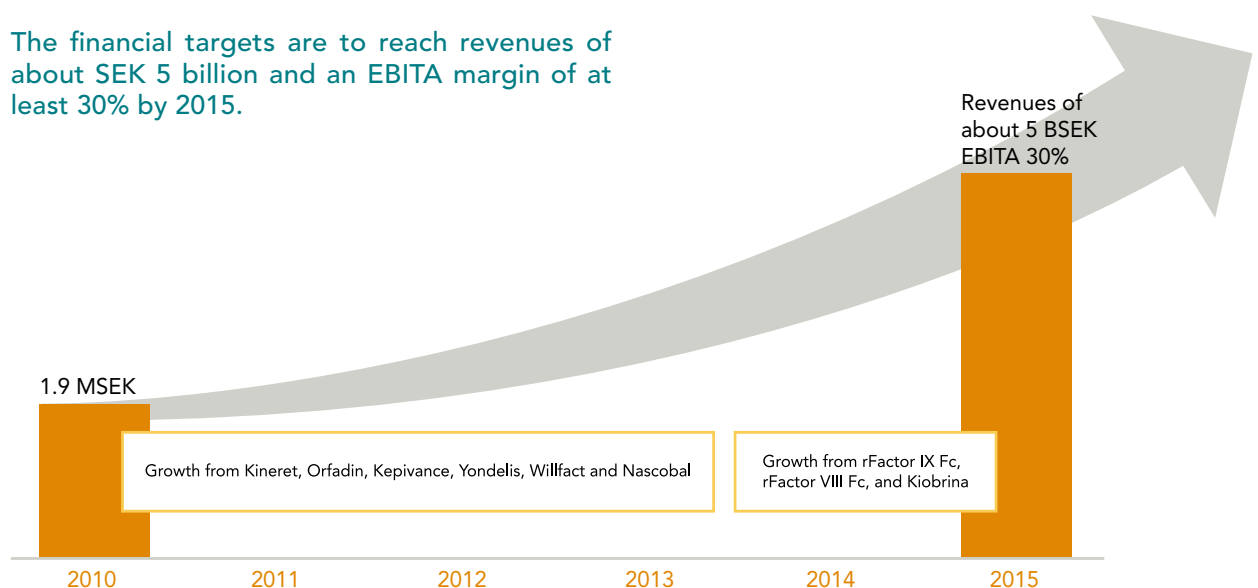 The financial targets are to reach revenues of
about SEK 5 billion and an EBITA margin of at
least 30% by 2015.
Revenues of
about 5 BSEK
EBITA 30%
1.9 MSEK
Growth from Kineret, Orfadin, Kepivance, Yondelis, Willfact and Nascobal
Growth from rFactor IX Fc,
rFactor VIII Fc, and Kiobrina
2010 2011 2012 2013 2014 2015